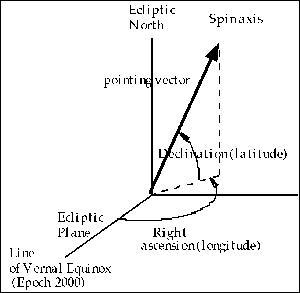 Ecliptic
North
Spin axis
pointing vector
Declination (latitude)
Ecliptic
Plane
Right
ascension (longitude)
Line
of Vernal Equinox
(Epoch 2000)